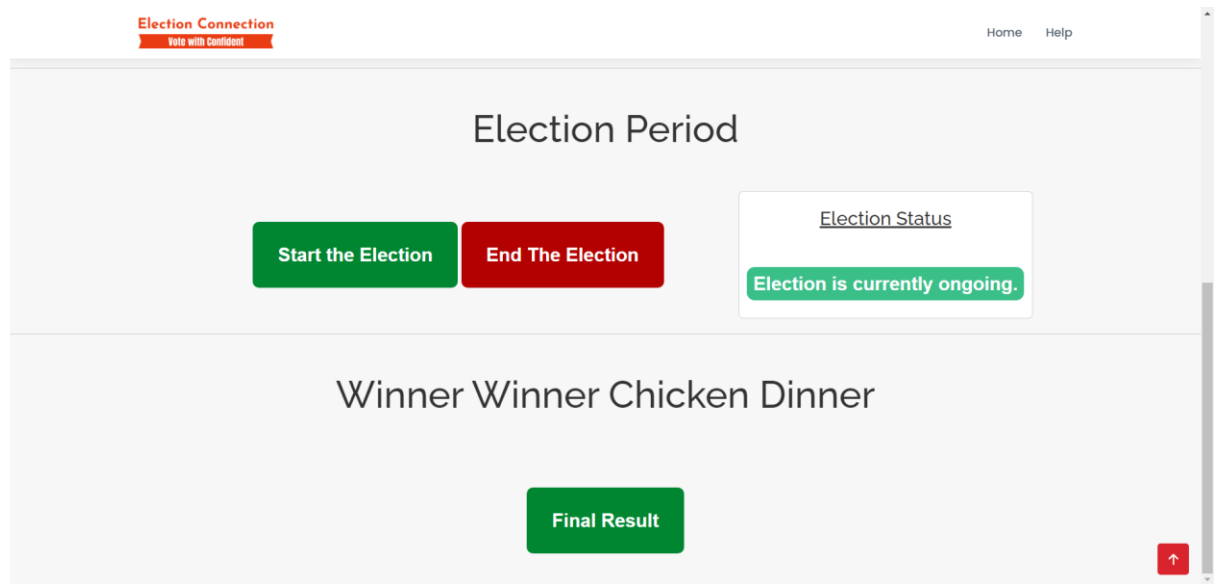 Election Connection
Vote with Confident
Home Help
Election Period
Start the Election End The Election
Election Status
Election is currently ongoing.
Winner Winner Chicken Dinner
Final Result